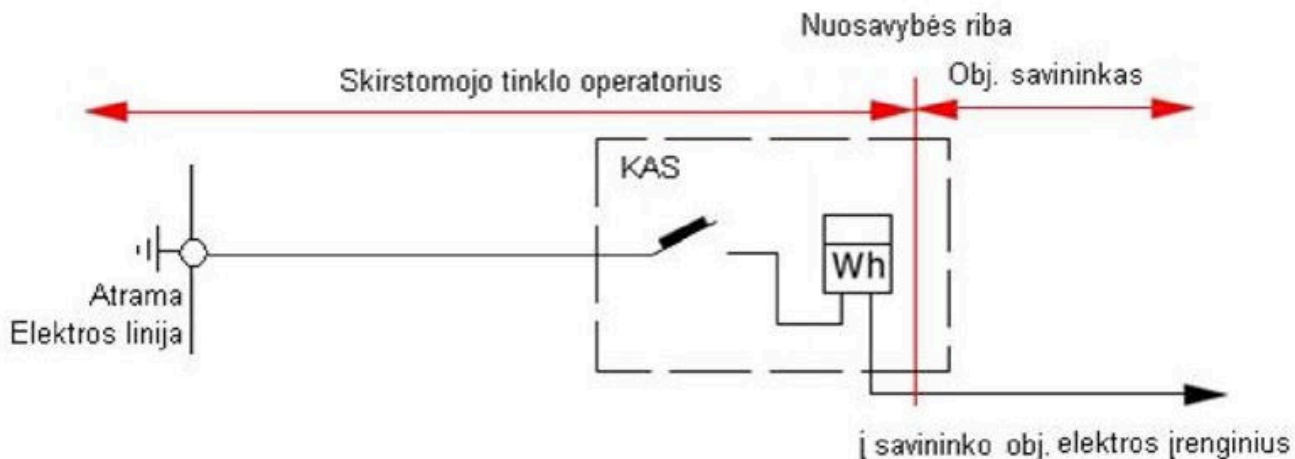 Nuosavybės riba
Skirstomojo tinklo operatorius
Obj. savininkas
KAS
Wh
Atrama
Elektros linija
į savininko obj. elektros įrenginius